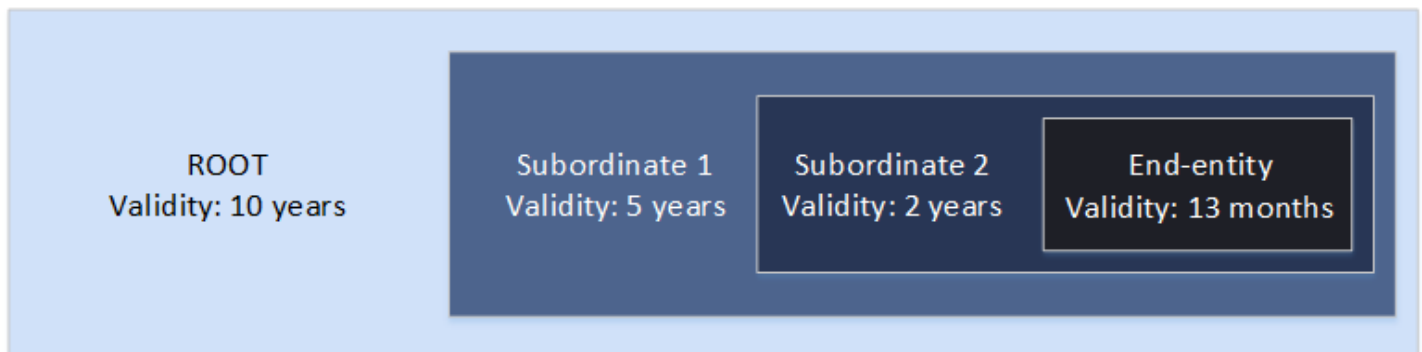 ROOT
Validity: 10 years
Subordinate 1
Validity: 5 years
Subordinate 2
Validity: 2 years
End-entity
Validity: 13 months